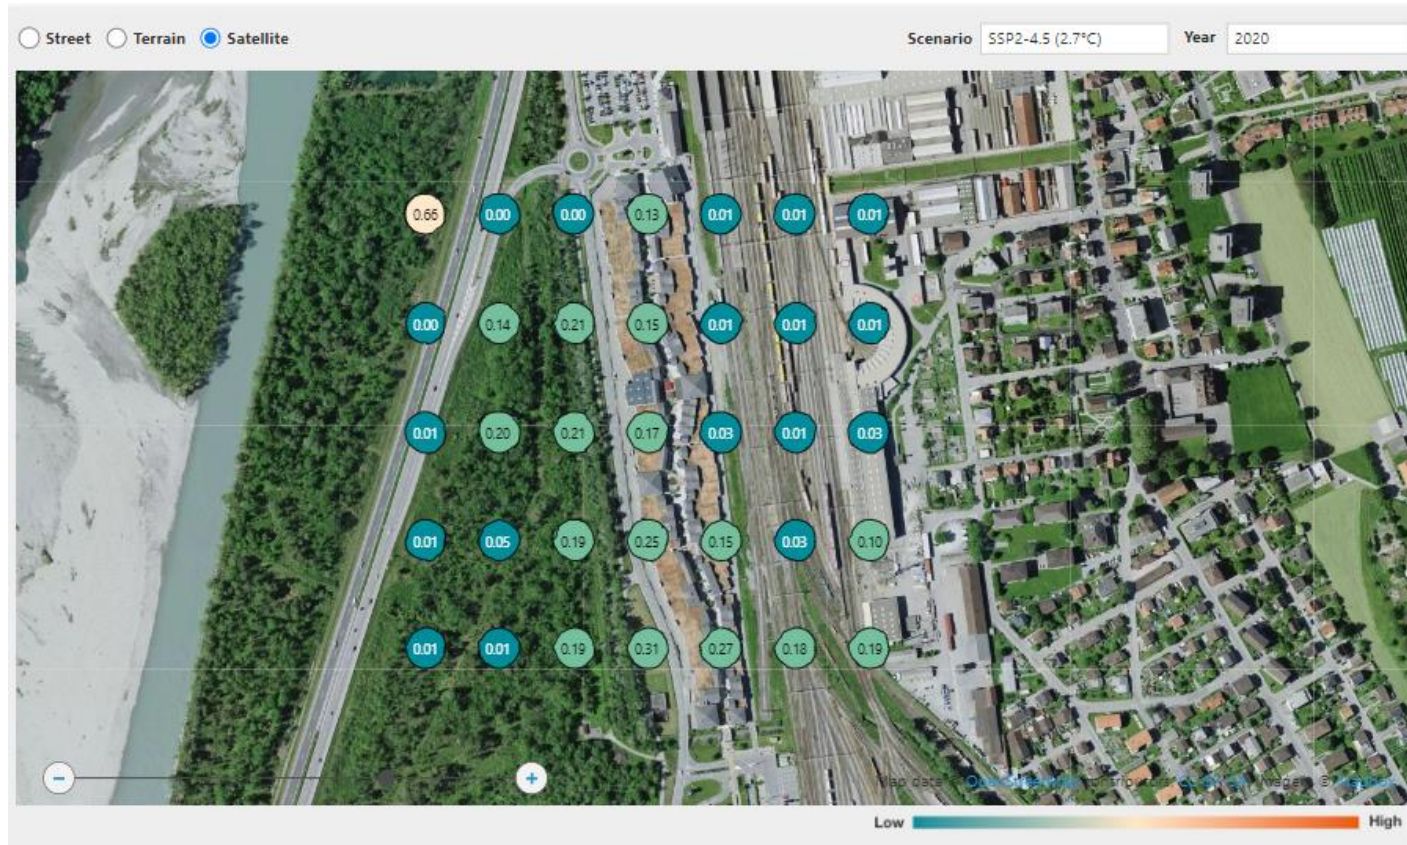 Street Terrain Satellite Scenario SSP2-4.5 (2.7°C) Year 2020
0.66 0.00 0.00 0.13 0.01 0.01 0.01
0.00 0.14 0.21 0.15 0.01 0.01 0.01
0.01 0.20 0.21 0.17 0.03 0.01 0.03
0.01 0.05 0.19 0.25 0.15 0.03 0.10
0.01 0.01 0.19 0.31 0.27 0.18 0.19
− +
Map data ©
Low High